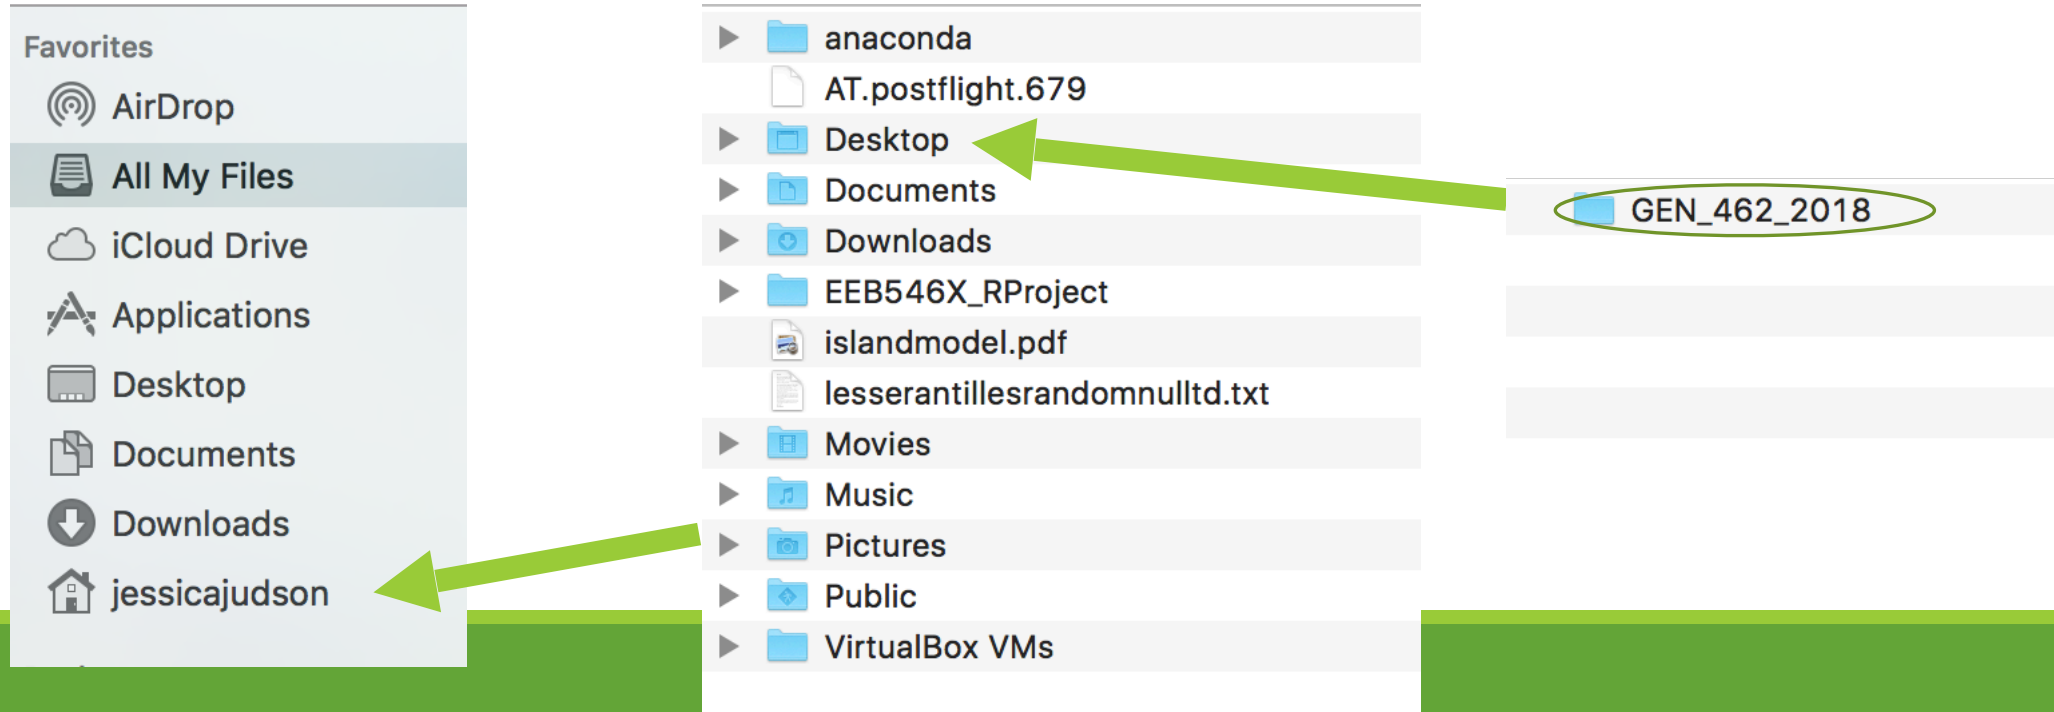 Favorites
AirDrop
All My Files
iCloud Drive
Applications
Desktop
Documents
Downloads
jessicajudson
anaconda
AT.postflight.679
Desktop
Documents
Downloads
EEB546X_RProject
islandmodel.pdf
lesserantillesrandomnulltd.txt
Movies
Music
Pictures
Public
VirtualBox VMs
GEN_462_2018